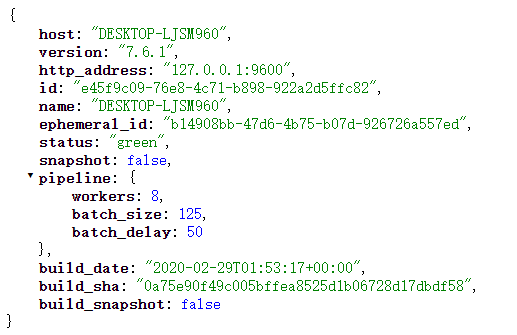 {
host: "DESKTOP-LJSM960",
version: "7.6.1",
http_address: "127.0.0.1:9600",
id: "e45f9c09-76e8-4c71-b898-922a2d5ffc82",
name: "DESKTOP-LJSM960",
ephemeral_id: "b14908bb-47d6-4b75-b07d-926726a557ed",
status: "green",
snapshot: false,
pipeline: {
workers: 8,
batch_size: 125,
batch_delay: 50
},
build_date: "2020-02-29T01:53:17+00:00",
build_sha: "0a75e90f49c005bffea8525d1b06728d17dbdf58",
build_snapshot: false
}